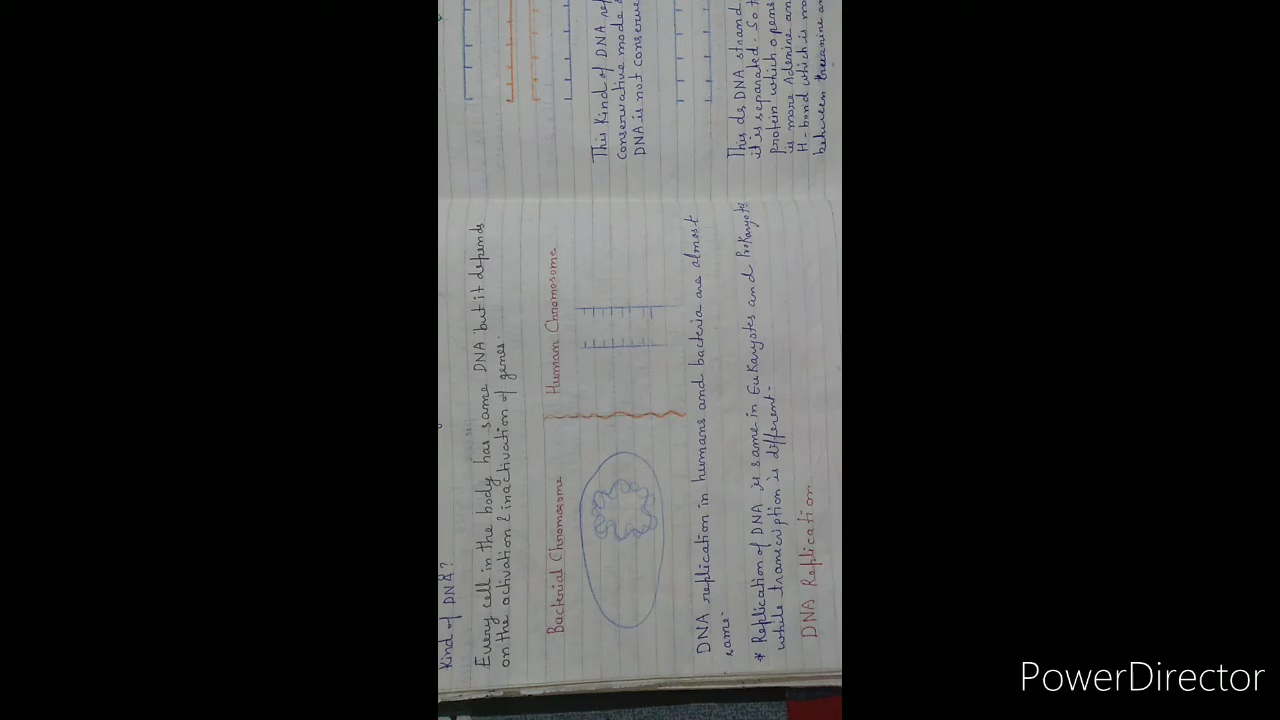 Kind of DNA?
Every cell in the body has same DNA but it depends
on the activation & inactivation of genes.
Bacterial Chromosome
Human Chromosome
DNA replication in humans and bacteria are almost
same.
* Replication of DNA is same in Eukaryotes and Prokaryotes
while transcription is different.
DNA Replication
This Kind of DNA
Conservative mode
DNA is not conserve
This ds DNA strand
it is separated. So
protein which opens
is more Adenine an
H-bond which is mo
between
PowerDirector